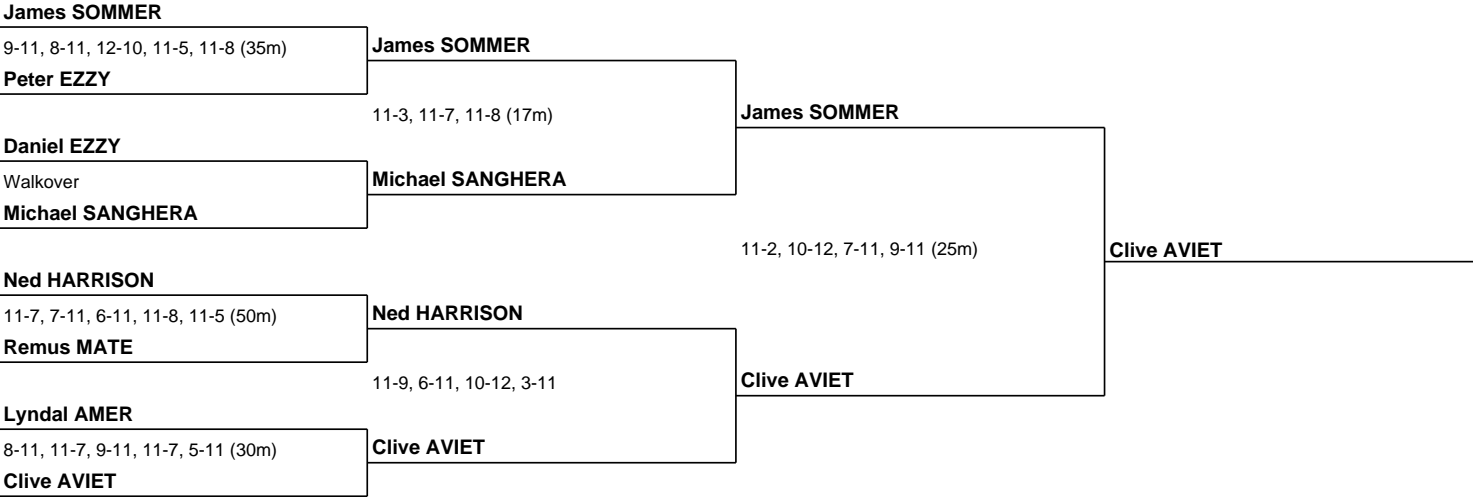 James SOMMER
9-11, 8-11, 12-10, 11-5, 11-8 (35m)
Peter EZZY
Daniel EZZY
Walkover
Michael SANGHERA
Ned HARRISON
11-7, 7-11, 6-11, 11-8, 11-5 (50m)
Remus MATE
Lyndal AMER
8-11, 11-7, 9-11, 11-7, 5-11 (30m)
Clive AVIET
James SOMMER
11-3, 11-7, 11-8 (17m)
Michael SANGHERA
Ned HARRISON
11-9, 6-11, 10-12, 3-11
Clive AVIET
James SOMMER
11-2, 10-12, 7-11, 9-11 (25m)
Clive AVIET
Clive AVIET